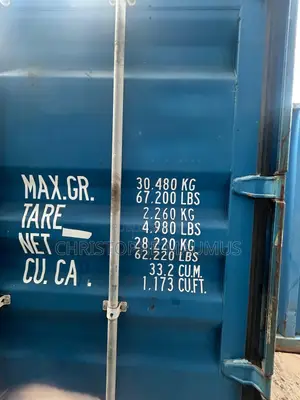 MAX.GR. 30.480 KG
67.200 LBS
TARE 2.260 KG
4.980 LBS
NET 28.220 KG
62.220 LBS
CU.CA. 33.2 CU.M.
1.173 CU.FT.